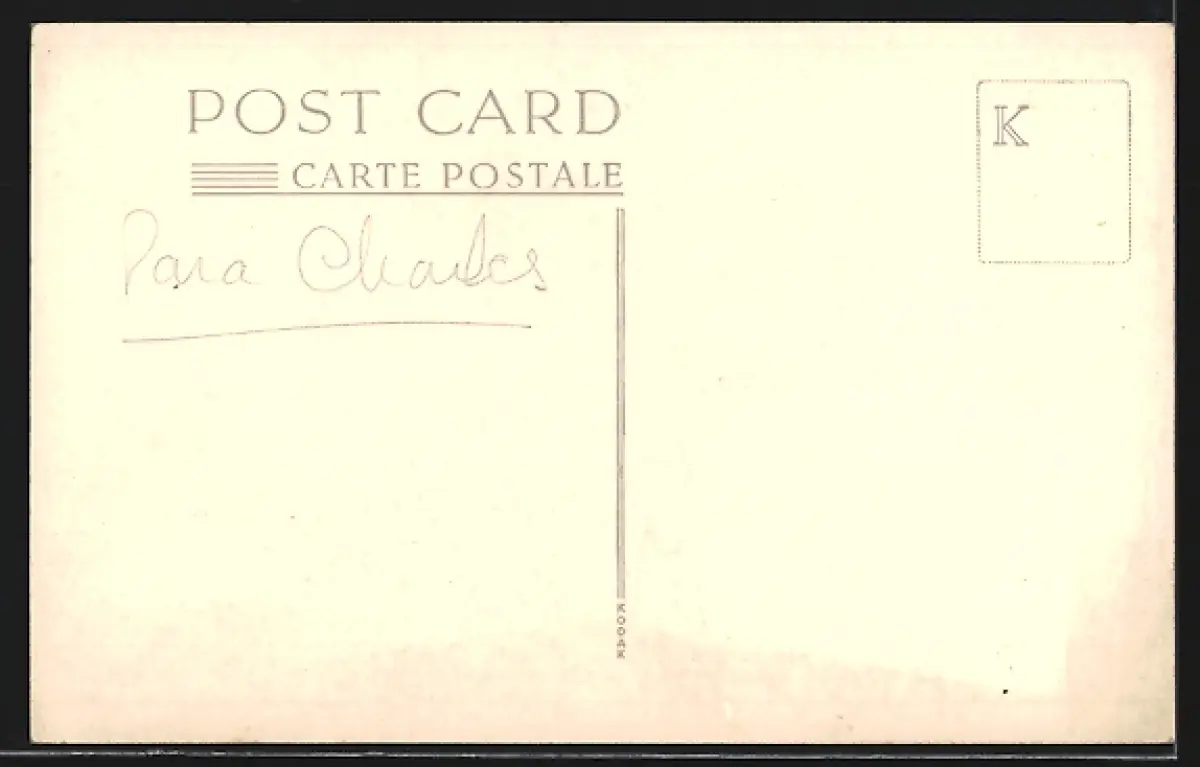 POST CARD
CARTE POSTALE
K
Para Charles
KODAK